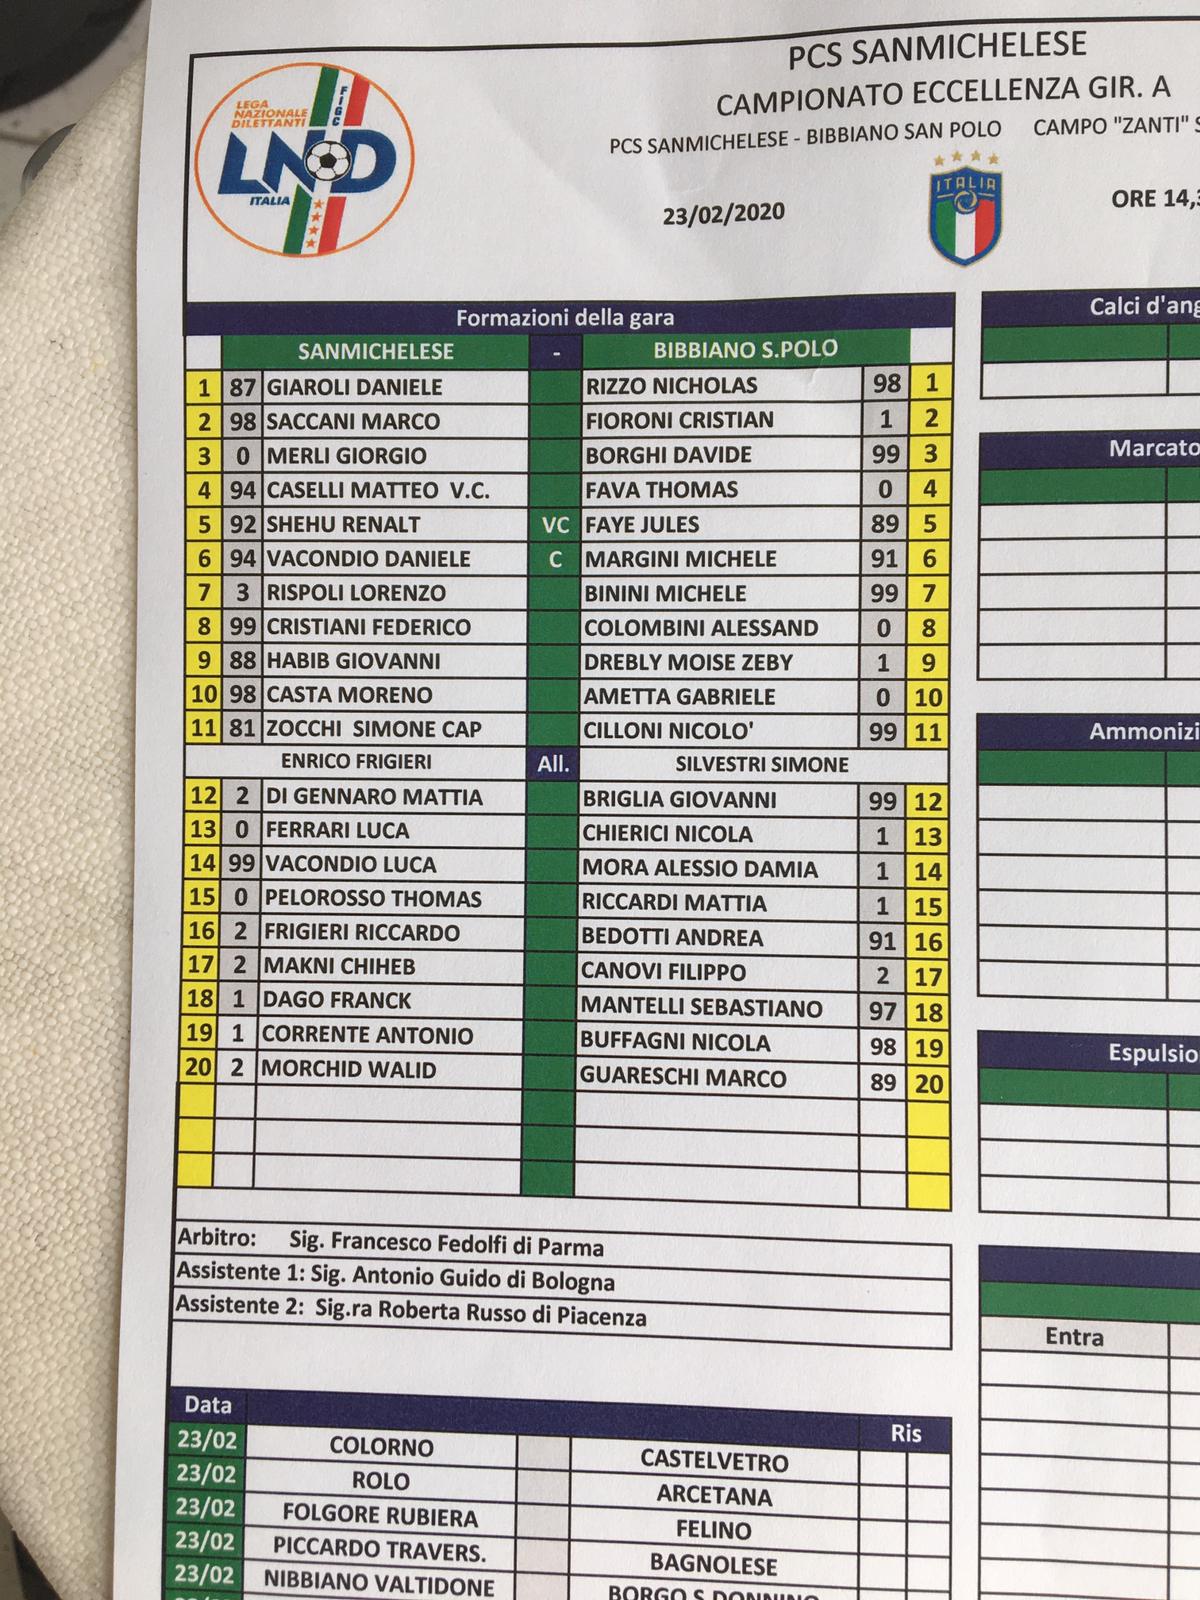 PCS SANMICHELESE
CAMPIONATO ECCELLENZA GIR. A
PCS SANMICHELESE - BIBBIANO SAN POLO CAMPO "ZANTI" S
23/02/2020 ORE 14,3
LEGA
NAZIONALE
DILETTANTI
FIGC
LND
ITALIA
ITALIA
Formazioni della gara
SANMICHELESE - BIBBIANO S.POLO
1 87 GIAROLI DANIELE RIZZO NICHOLAS 98 1
2 98 SACCANI MARCO FIORONI CRISTIAN 1 2
3 0 MERLI GIORGIO BORGHI DAVIDE 99 3
4 94 CASELLI MATTEO V.C. FAVA THOMAS 0 4
5 92 SHEHU RENALT VC FAYE JULES 89 5
6 94 VACONDIO DANIELE C MARGINI MICHELE 91 6
7 3 RISPOLI LORENZO BININI MICHELE 99 7
8 99 CRISTIANI FEDERICO COLOMBINI ALESSAND 0 8
9 88 HABIB GIOVANNI DREBLY MOISE ZEBY 1 9
10 98 CASTA MORENO AMETTA GABRIELE 0 10
11 81 ZOCCHI SIMONE CAP CILLONI NICOLO' 99 11
ENRICO FRIGIERI All. SILVESTRI SIMONE
12 2 DI GENNARO MATTIA BRIGLIA GIOVANNI 99 12
13 0 FERRARI LUCA CHIERICI NICOLA 1 13
14 99 VACONDIO LUCA MORA ALESSIO DAMIA 1 14
15 0 PELOROSSO THOMAS RICCARDI MATTIA 1 15
16 2 FRIGIERI RICCARDO BEDOTTI ANDREA 91 16
17 2 MAKNI CHIHEB CANOVI FILIPPO 2 17
18 1 DAGO FRANCK MANTELLI SEBASTIANO 97 18
19 1 CORRENTE ANTONIO BUFFAGNI NICOLA 98 19
20 2 MORCHID WALID GUARESCHI MARCO 89 20
Arbitro: Sig. Francesco Fedolfi di Parma
Assistente 1: Sig. Antonio Guido di Bologna
Assistente 2: Sig.ra Roberta Russo di Piacenza
Data Ris
23/02 COLORNO CASTELVETRO
23/02 ROLO ARCETANA
23/02 FOLGORE RUBIERA FELINO
23/02 PICCARDO TRAVERS. BAGNOLESE
23/02 NIBBIANO VALTIDONE BORGO S.DONNINO
Calci d'ang
Marcato
Ammonizi
Espulsio
Entra